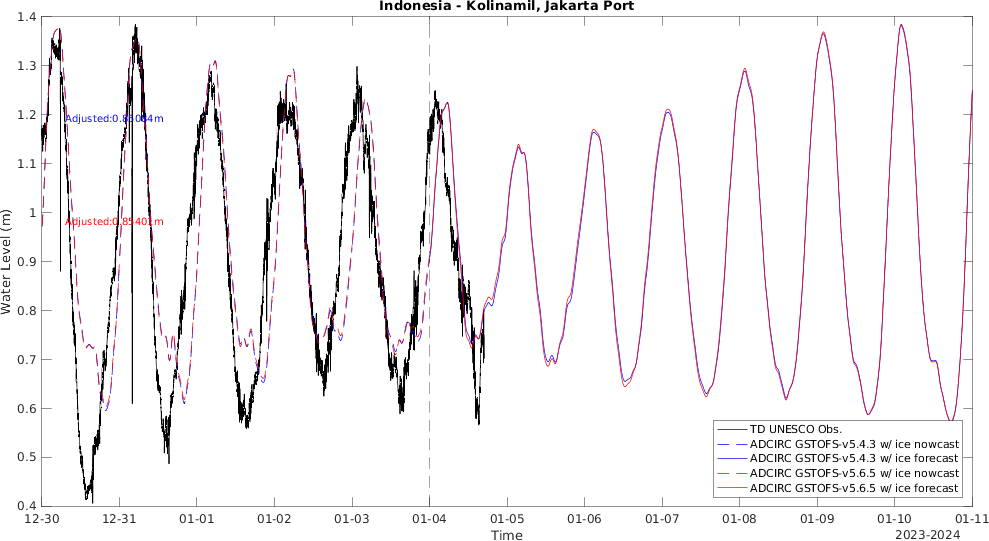 Indonesia - Kolinamil, Jakarta Port
Water Level (m)
1.4
1.3
1.2
1.1
1
0.9
0.8
0.7
0.6
0.5
0.4
TD UNESCO Obs.
ADCIRC GSTOFS-v5.4.3 w/ ice nowcast
ADCIRC GSTOFS-v5.4.3 w/ ice forecast
ADCIRC GSTOFS-v5.6.5 w/ ice nowcast
ADCIRC GSTOFS-v5.6.5 w/ ice forecast
12-30 12-31 01-01 01-02 01-03 01-04 01-05 01-06 01-07 01-08 01-09 01-10 01-11
Time
2023-2024